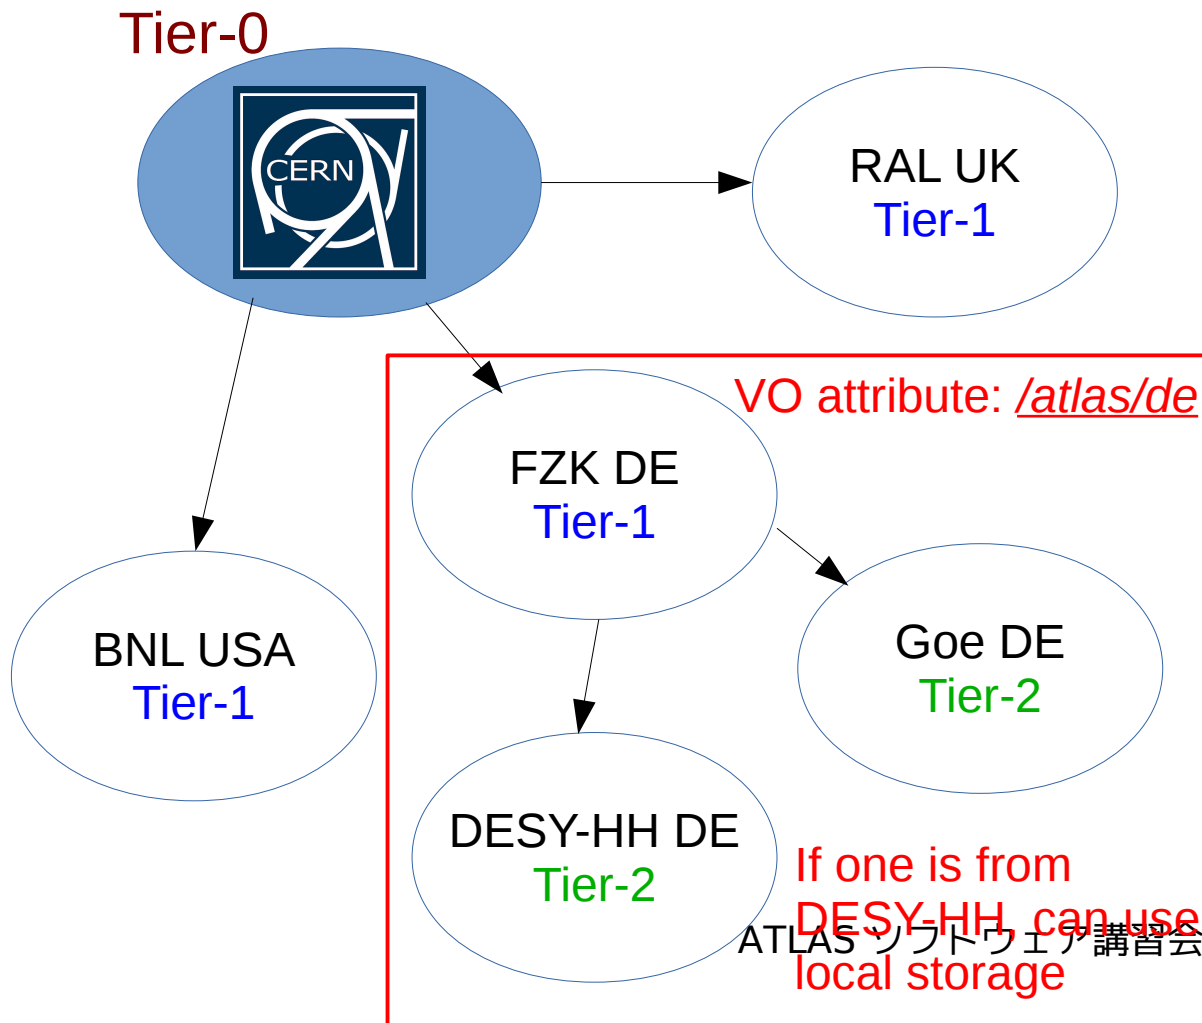 Tier-0
CERN
RAL UK
Tier-1
VO attribute: /atlas/de
FZK DE
Tier-1
BNL USA
Tier-1
Goe DE
Tier-2
DESY-HH DE
Tier-2
If one is from
DESY-HH, can use
local storage
ATLAS ソフトウェア講習会